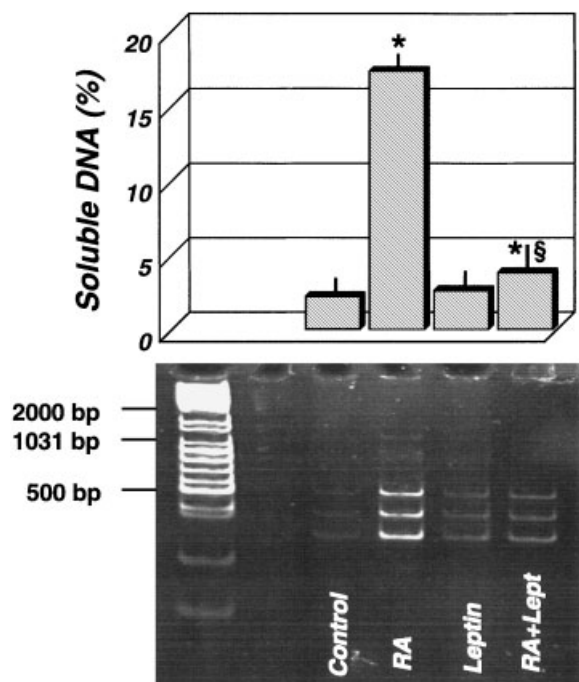 Soluble DNA (%)
20
15
10
5
0
*
*§
2000 bp
1031 bp
500 bp
Control
RA
Leptin
RA+Lept